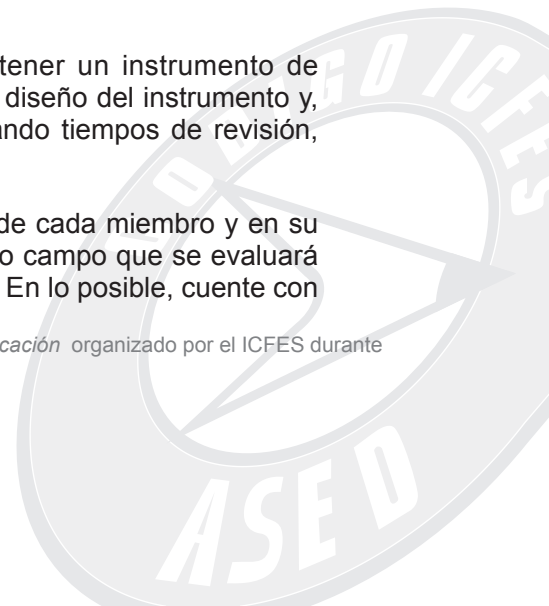 tener un instrumento de
diseño del instrumento y,
ando tiempos de revisión,
de cada miembro y en su
o campo que se evaluará
En lo posible, cuente con
cación organizado por el ICFES durante
ICFES
ASED